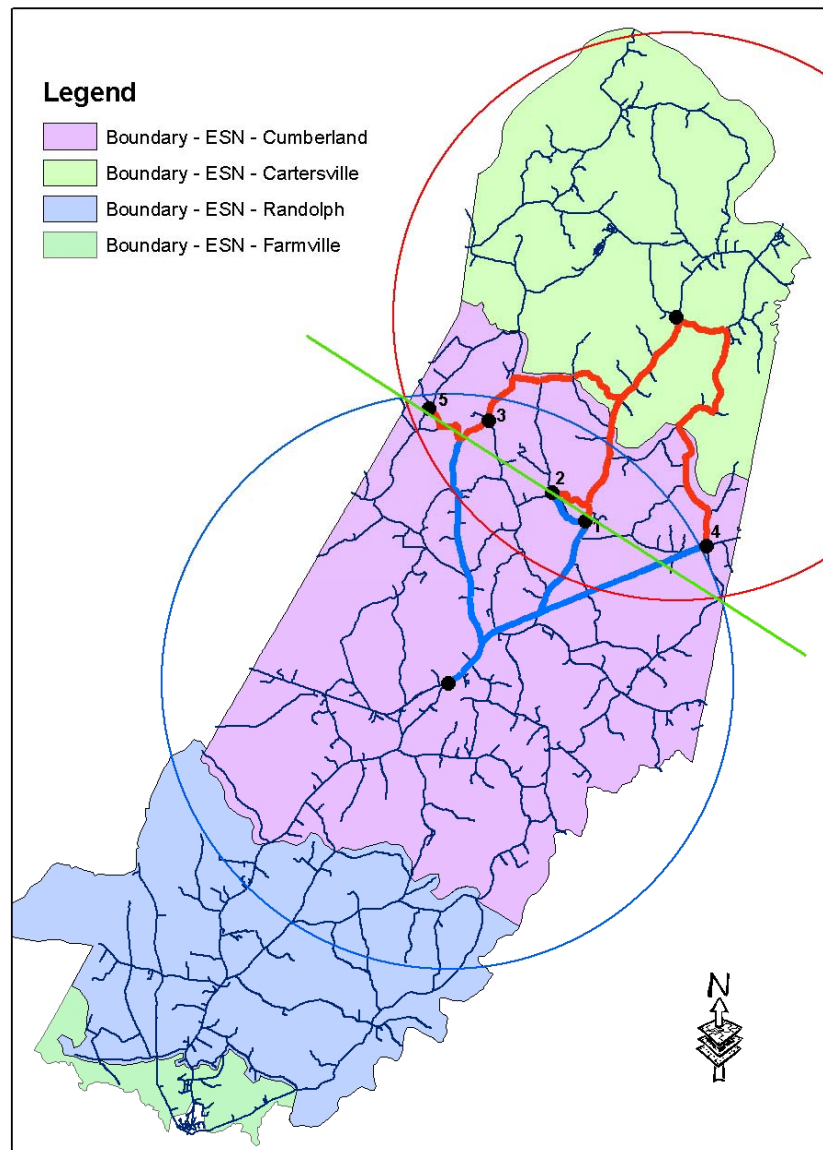 Legend
Boundary - ESN - Cumberland
Boundary - ESN - Cartersville
Boundary - ESN - Randolph
Boundary - ESN - Farmville
5
3
2
1
4
N